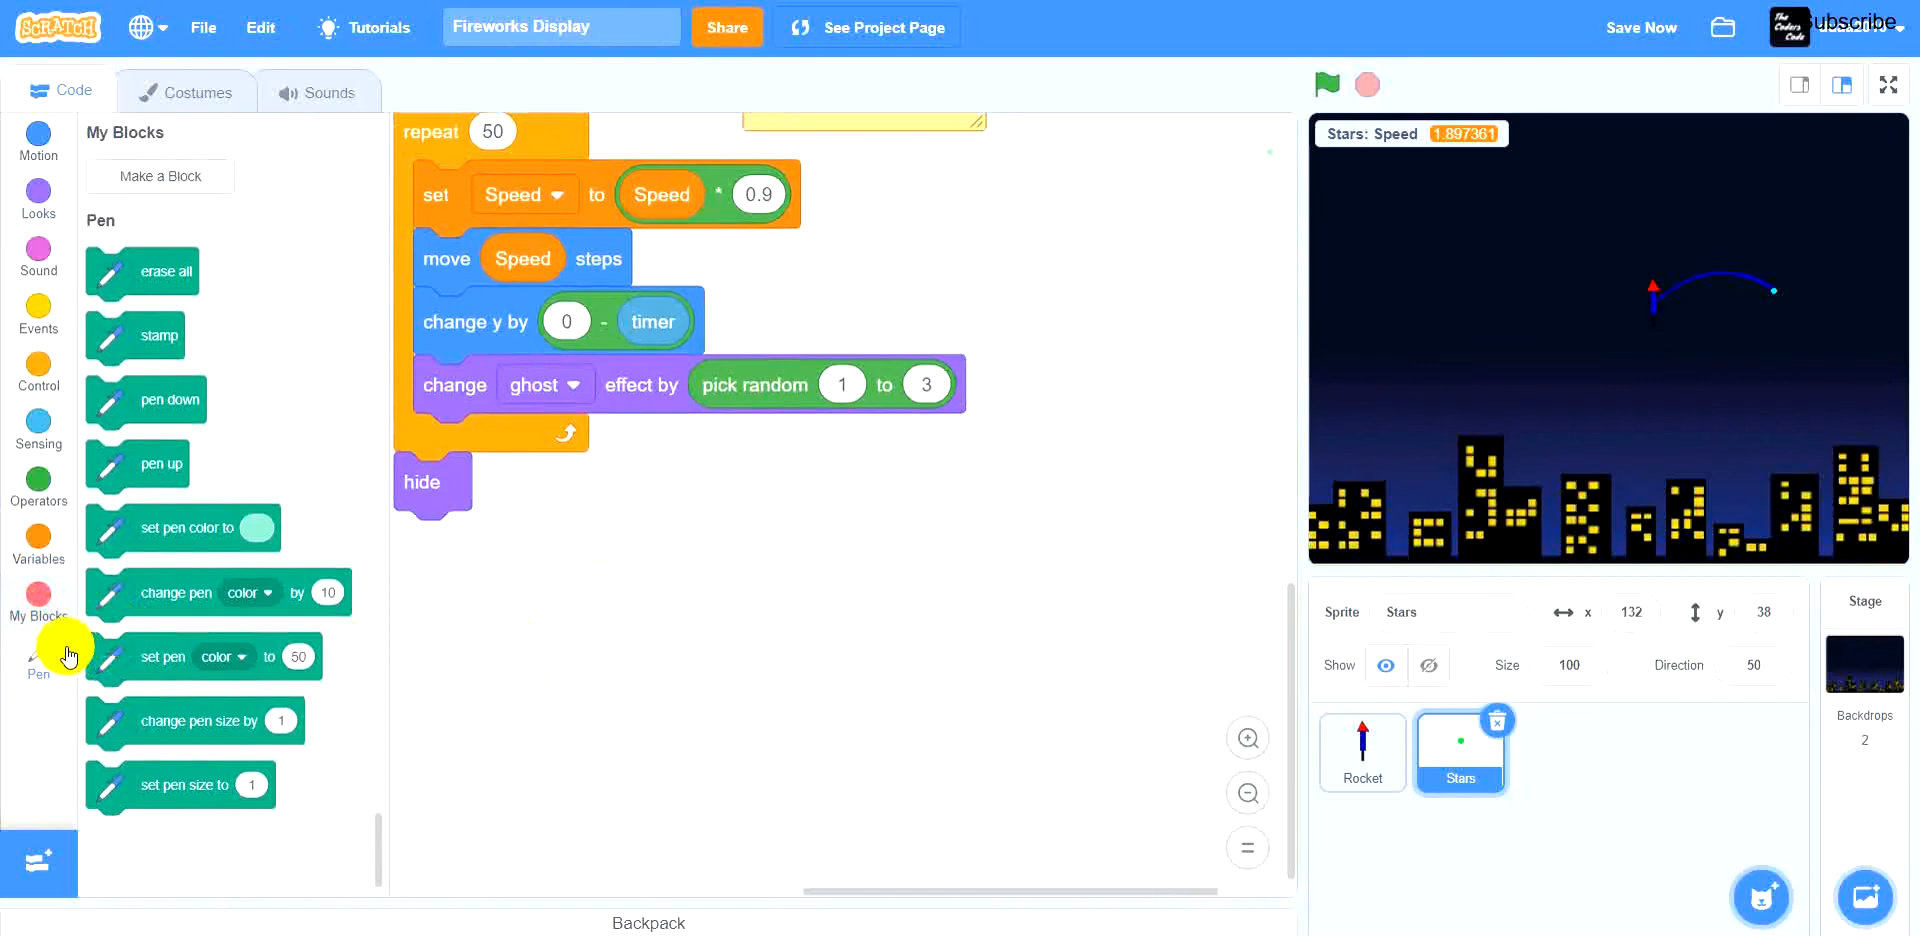 SCRATCH
File
Edit
Tutorials
Fireworks Display
Share
See Project Page
Save Now
The Coders Code
Subscribe
Code
Costumes
Sounds
Motion
Looks
Sound
Events
Control
Sensing
Operators
Variables
My Blocks
Pen
My Blocks
Make a Block
Pen
erase all
stamp
pen down
pen up
set pen color to
change pen color by 10
set pen color to 50
change pen size by 1
set pen size to 1
repeat 50
set Speed to Speed * 0.9
move Speed steps
change y by 0 - timer
change ghost effect by pick random 1 to 3
hide
Backpack
Stars: Speed 1.897361
Sprite Stars x 132 y 38
Show Size 100 Direction 50
Rocket
Stars
Stage
Backdrops
2